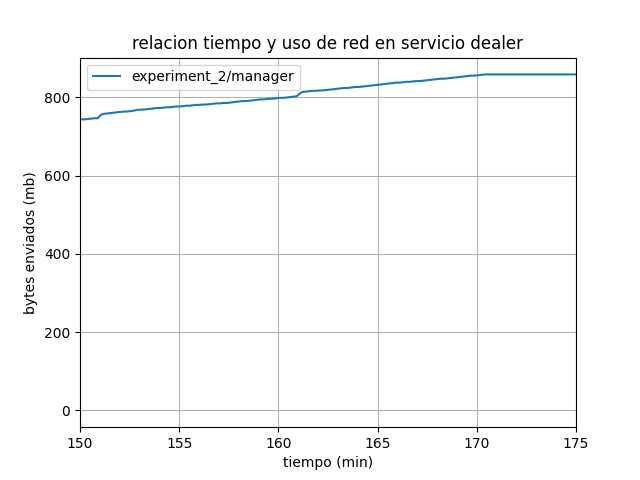 relacion tiempo y uso de red en servicio dealer
experiment_2/manager
800
600
400
200
0
bytes enviados (mb)
150 155 160 165 170 175
tiempo (min)